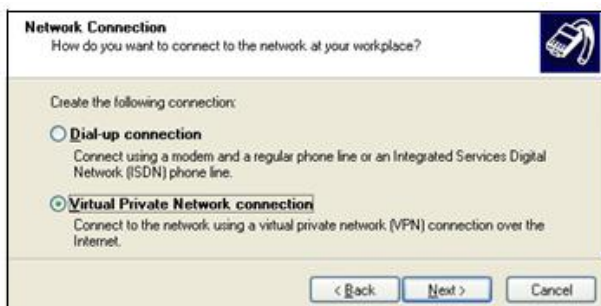 Network Connection
How do you want to connect to the network at your workplace?
Create the following connection:
Dial-up connection
Connect using a modem and a regular phone line or an Integrated Services Digital
Network (ISDN) phone line.
Virtual Private Network connection
Connect to the network using a virtual private network (VPN) connection over the
Internet.
< Back
Next >
Cancel